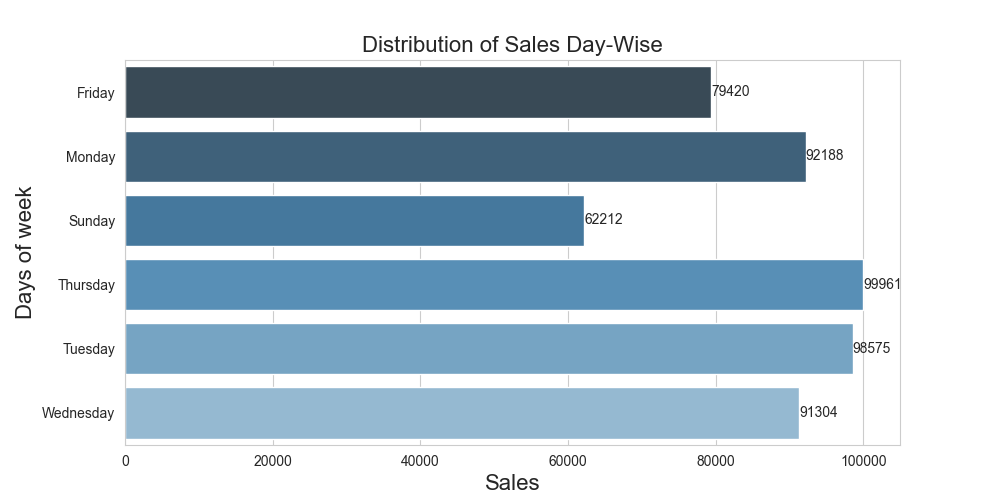 Distribution of Sales Day-Wise
Days of week
Friday 79420
Monday 92188
Sunday 62212
Thursday 99961
Tuesday 98575
Wednesday 91304
0 20000 40000 60000 80000 100000
Sales